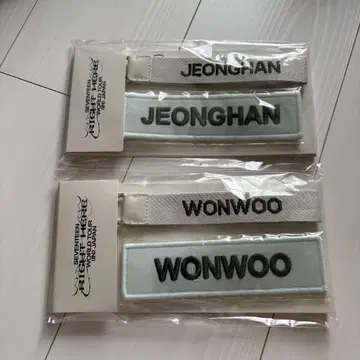 SEVENTEEN
RIGHT HERE
WORLD TOUR
IN JAPAN
JEONGHAN
JEONGHAN
SEVENTEEN
RIGHT HERE
WORLD TOUR
IN JAPAN
WONWOO
WONWOO